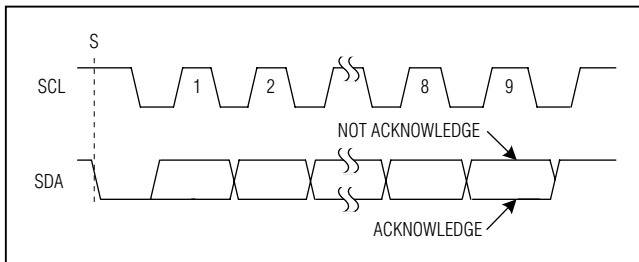 S
SCL 1 2 8 9
NOT ACKNOWLEDGE
SDA
ACKNOWLEDGE